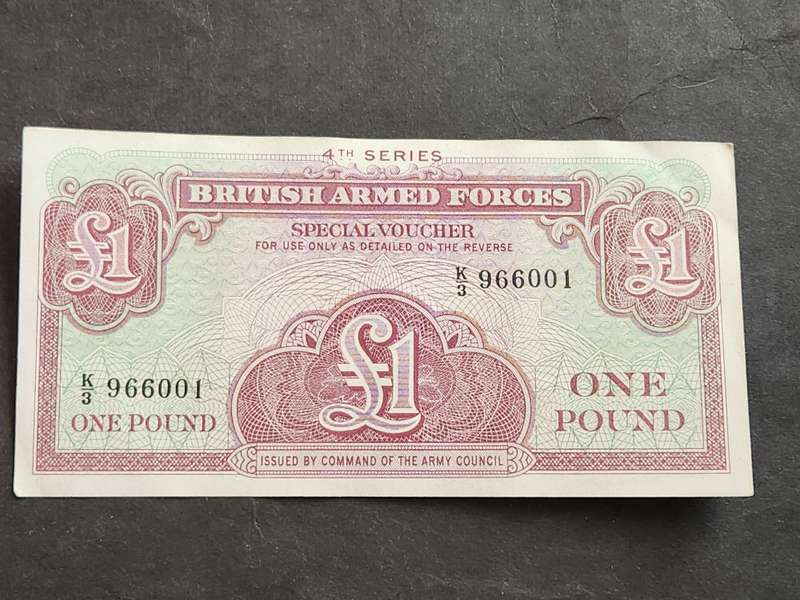 4TH SERIES
BRITISH ARMED FORCES
SPECIAL VOUCHER
FOR USE ONLY AS DETAILED ON THE REVERSE
£1
£1
K/3 966001
£1
K/3 966001
ONE POUND
ONE
POUND
ISSUED BY COMMAND OF THE ARMY COUNCIL